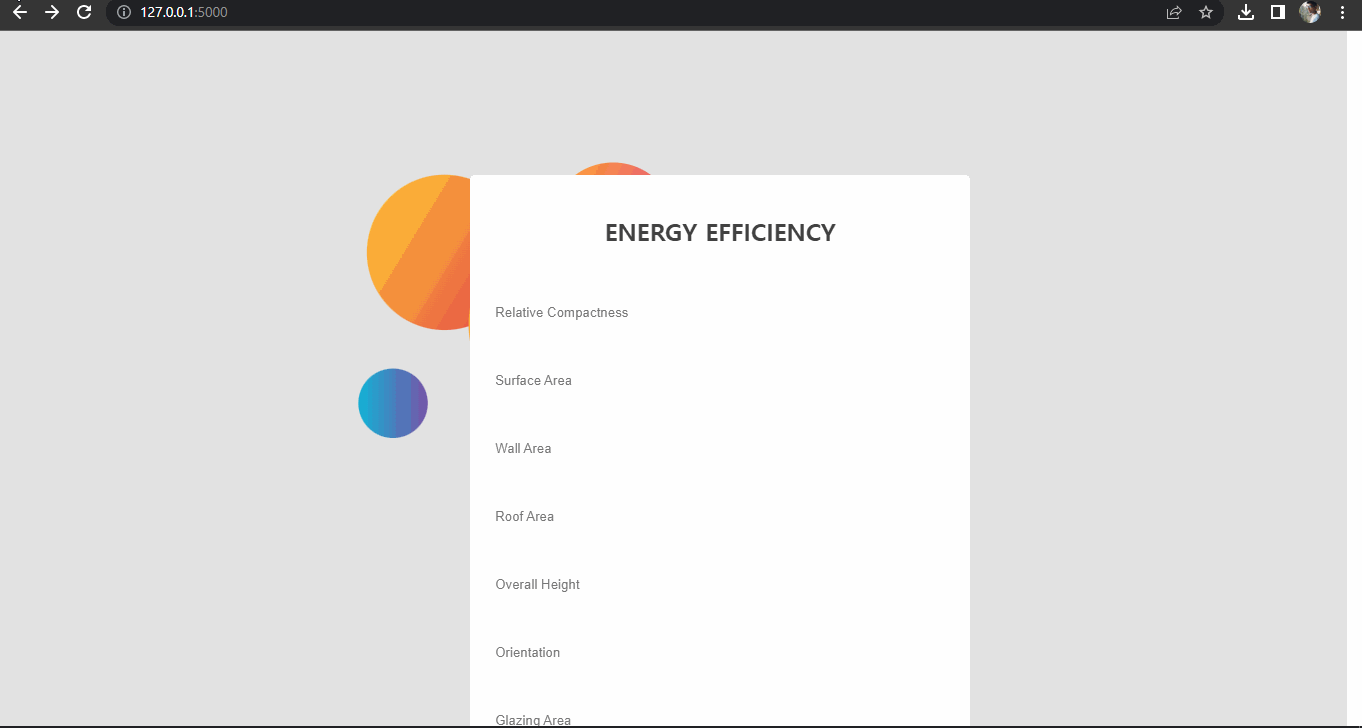 127.0.0.1:5000
ENERGY EFFICIENCY
Relative Compactness
Surface Area
Wall Area
Roof Area
Overall Height
Orientation
Glazing Area